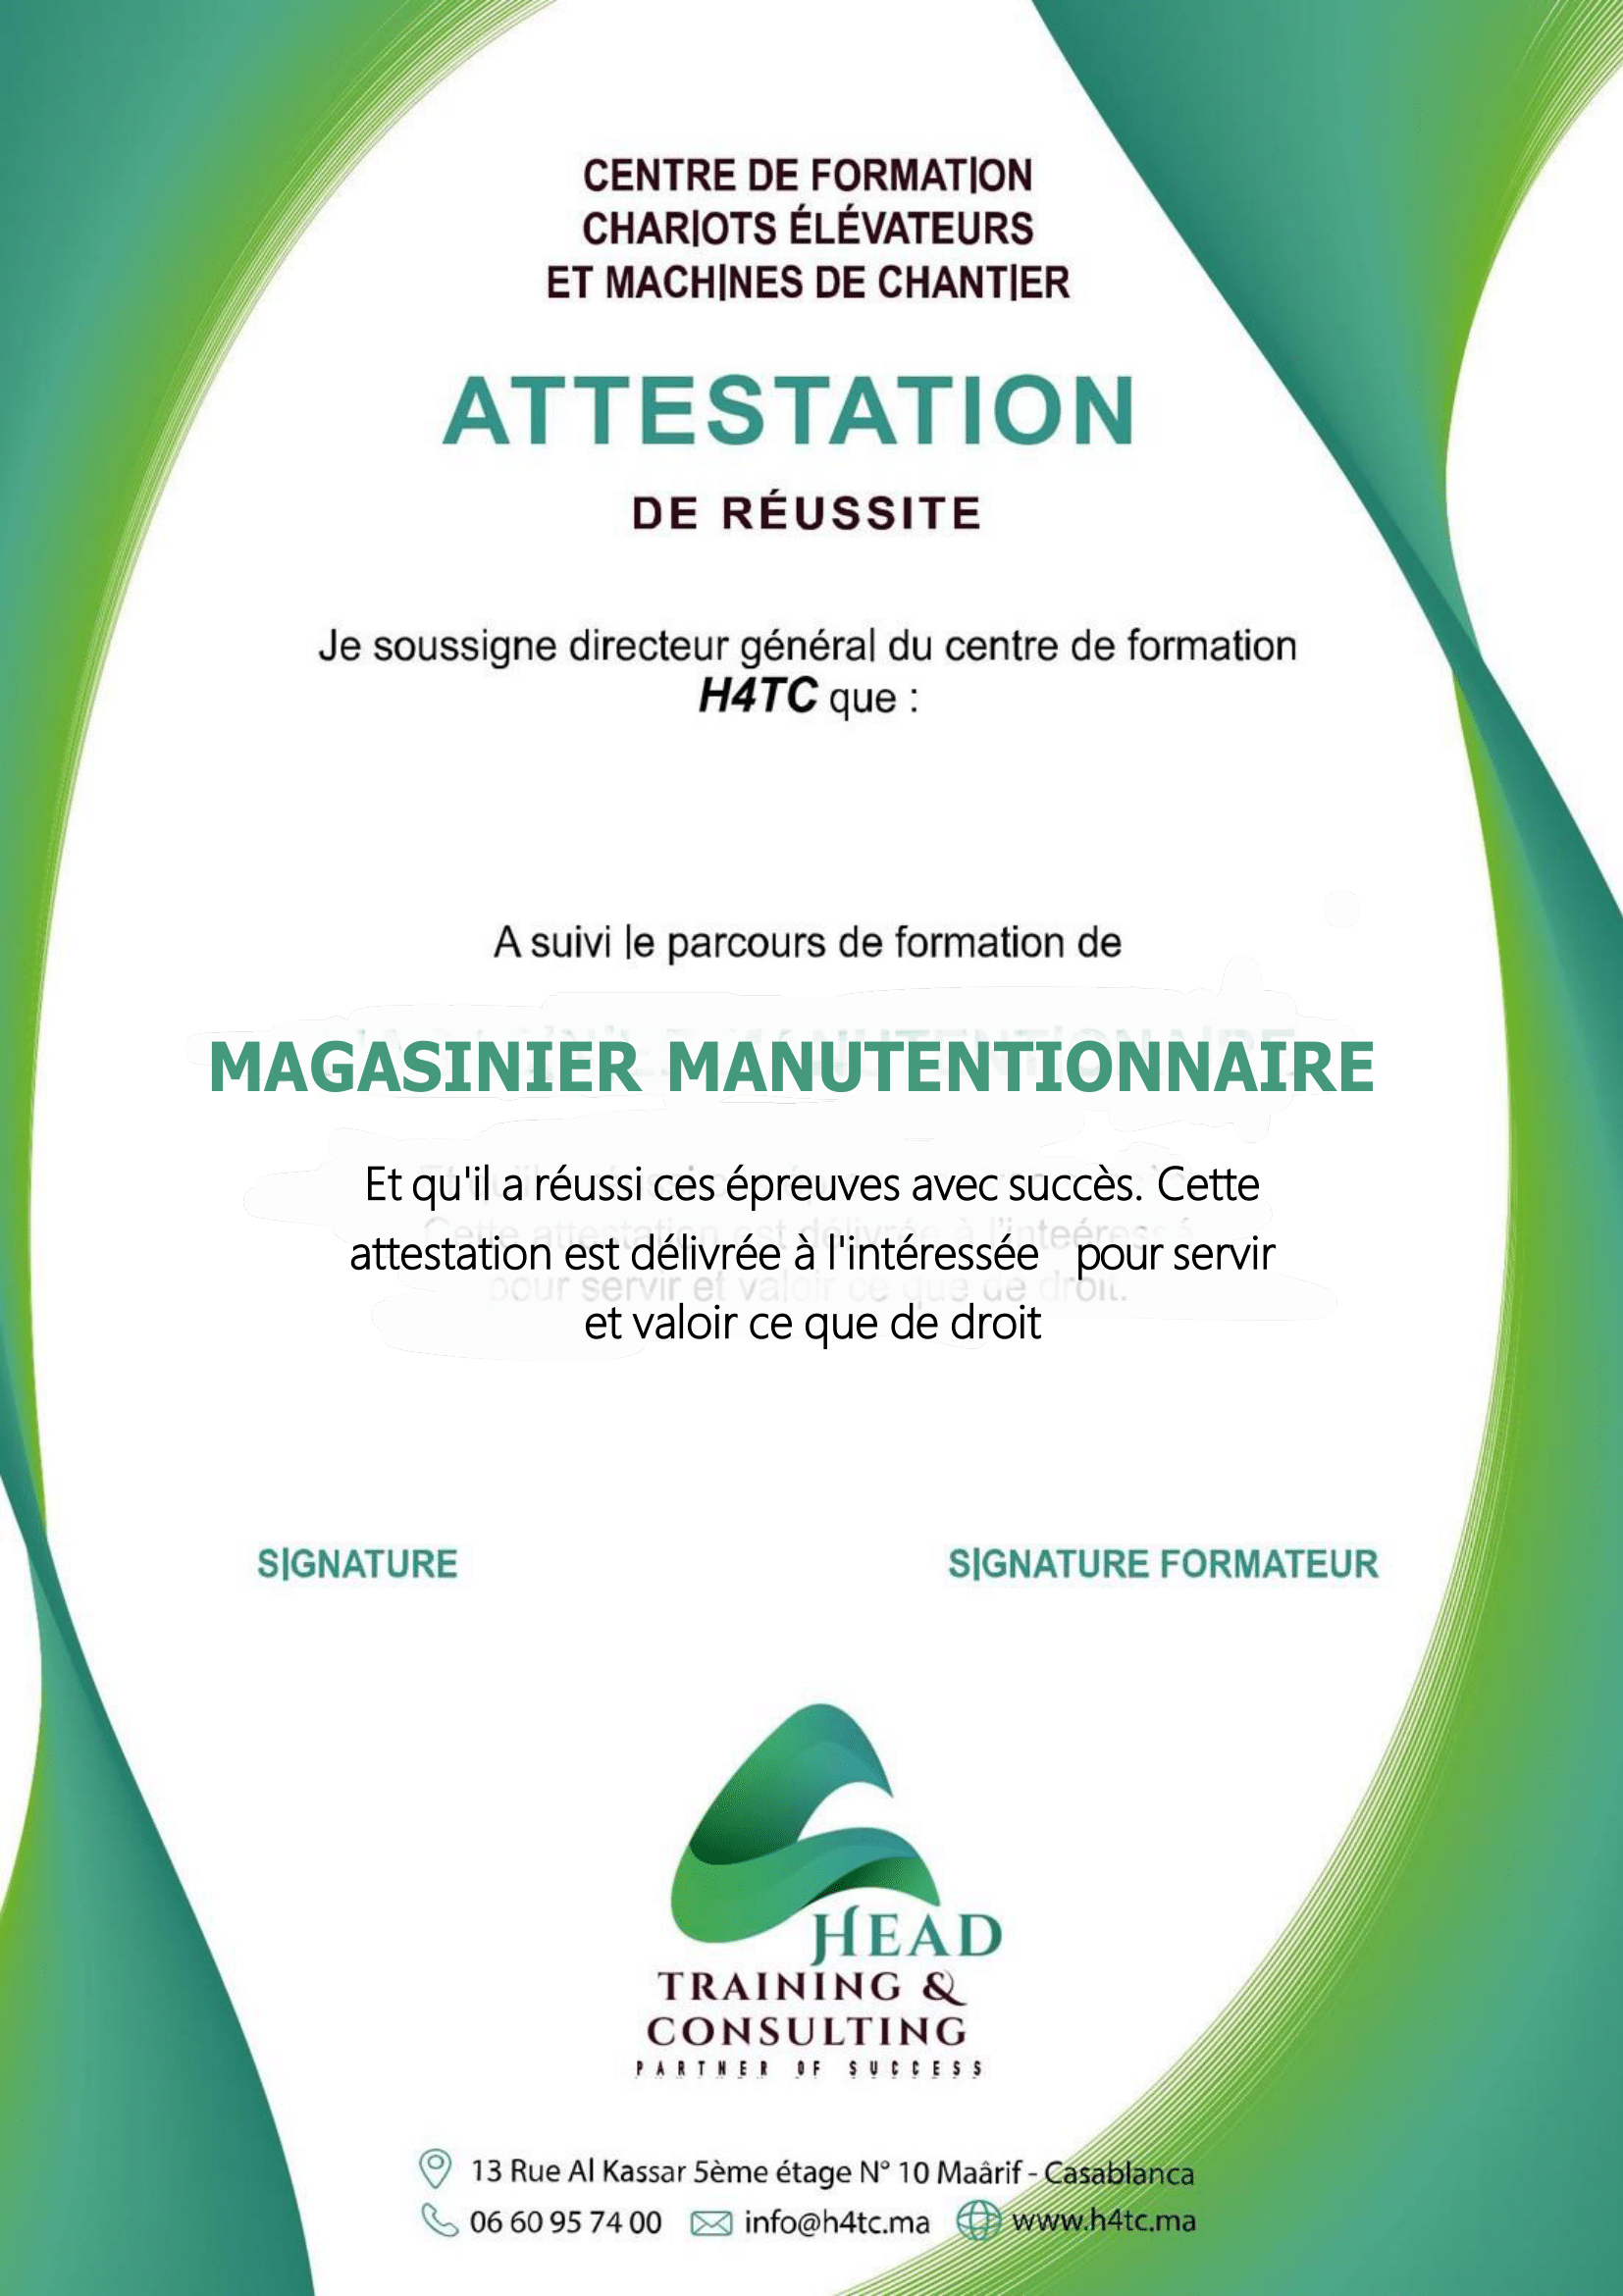 CENTRE DE FORMATION
CHARIOTS ÉLÉVATEURS
ET MACHINES DE CHANTIER
ATTESTATION
DE RÉUSSITE
Je soussigne directeur général du centre de formation
H4TC que :
A suivi le parcours de formation de
MAGASINIER MANUTENTIONNAIRE
Et qu'il a réussi ces épreuves avec succès. Cette
attestation est délivrée à l'intéressée pour servir
et valoir ce que de droit
SIGNATURE
SIGNATURE FORMATEUR
HEAD
TRAINING &
CONSULTING
PARTNER OF SUCCESS
13 Rue Al Kassar 5ème étage N° 10 Maârif - Casablanca
06 60 95 74 00 info@h4tc.ma www.h4tc.ma